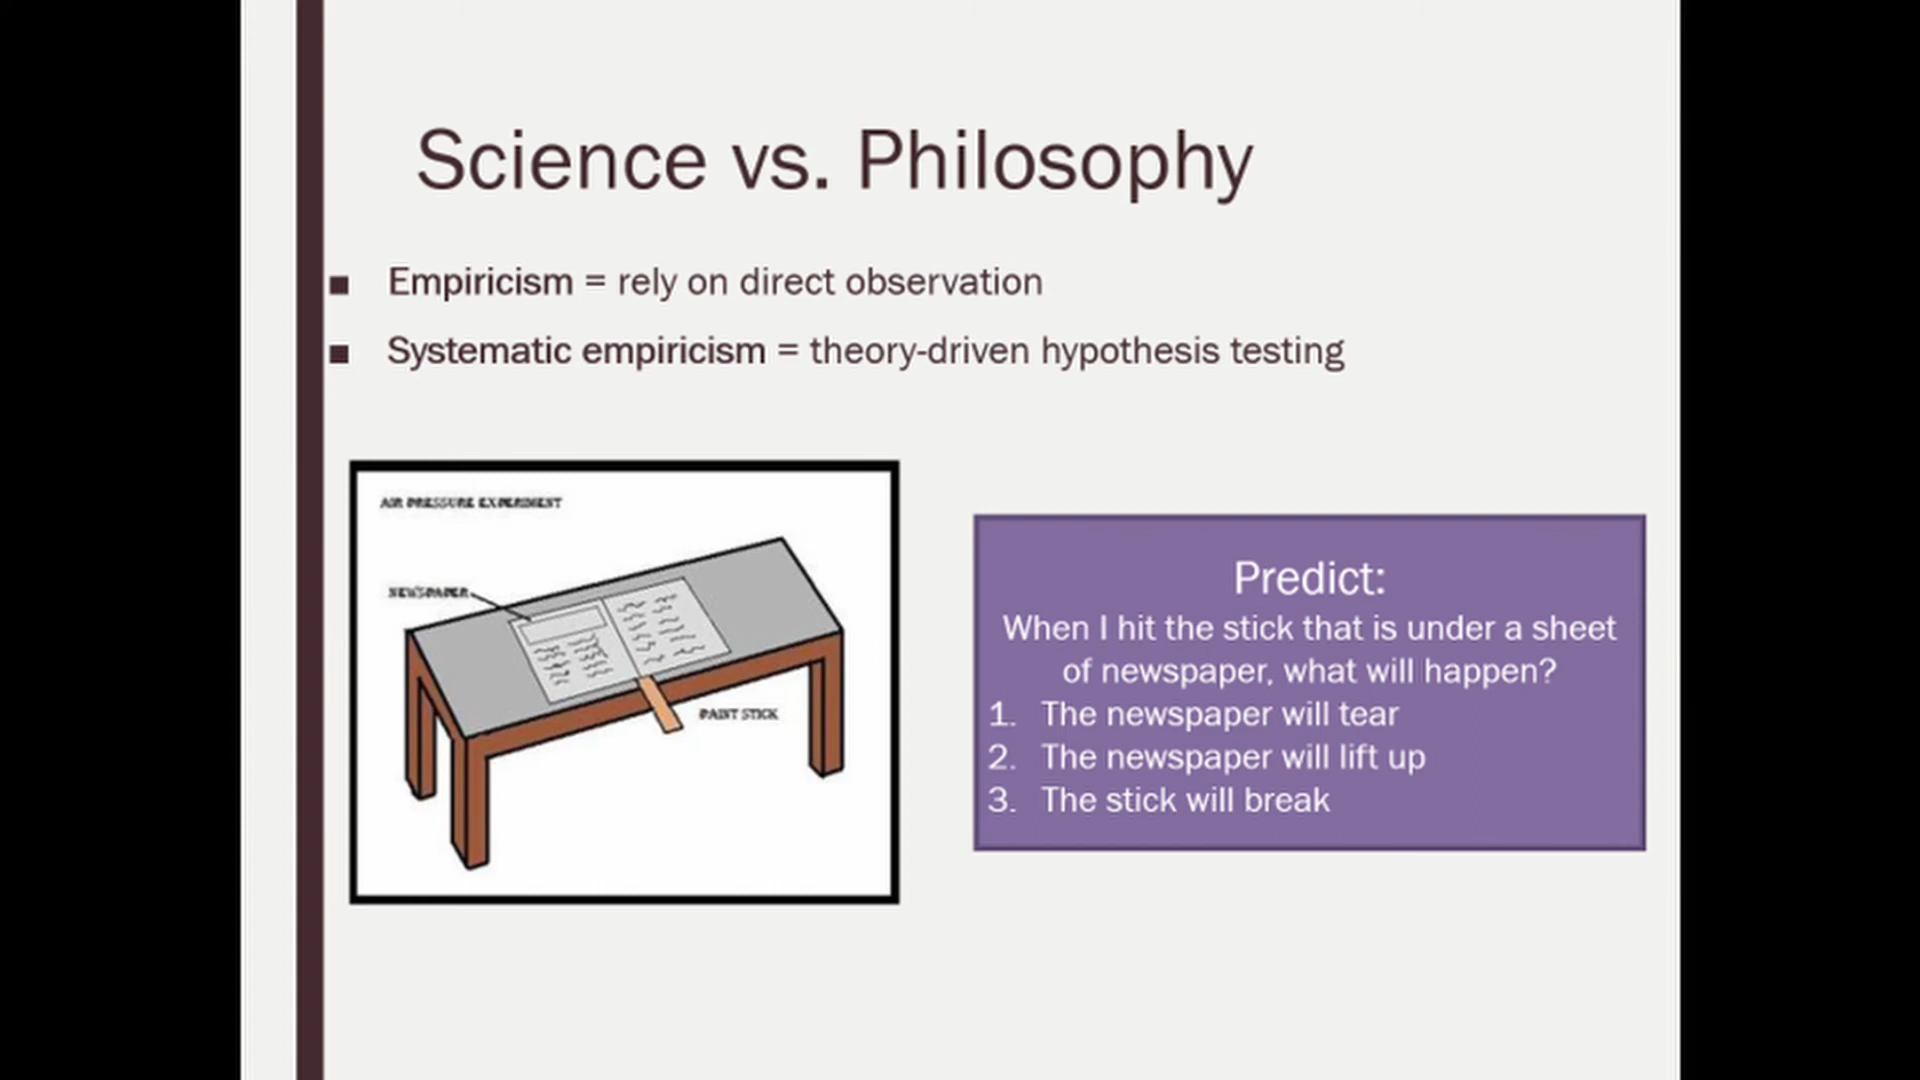 Science vs. Philosophy
Empiricism = rely on direct observation
Systematic empiricism = theory-driven hypothesis testing
AIR PRESSURE EXPERIMENT
NEWSPAPER
PAINT STICK
Predict:
When I hit the stick that is under a sheet
of newspaper, what will happen?
1. The newspaper will tear
2. The newspaper will lift up
3. The stick will break